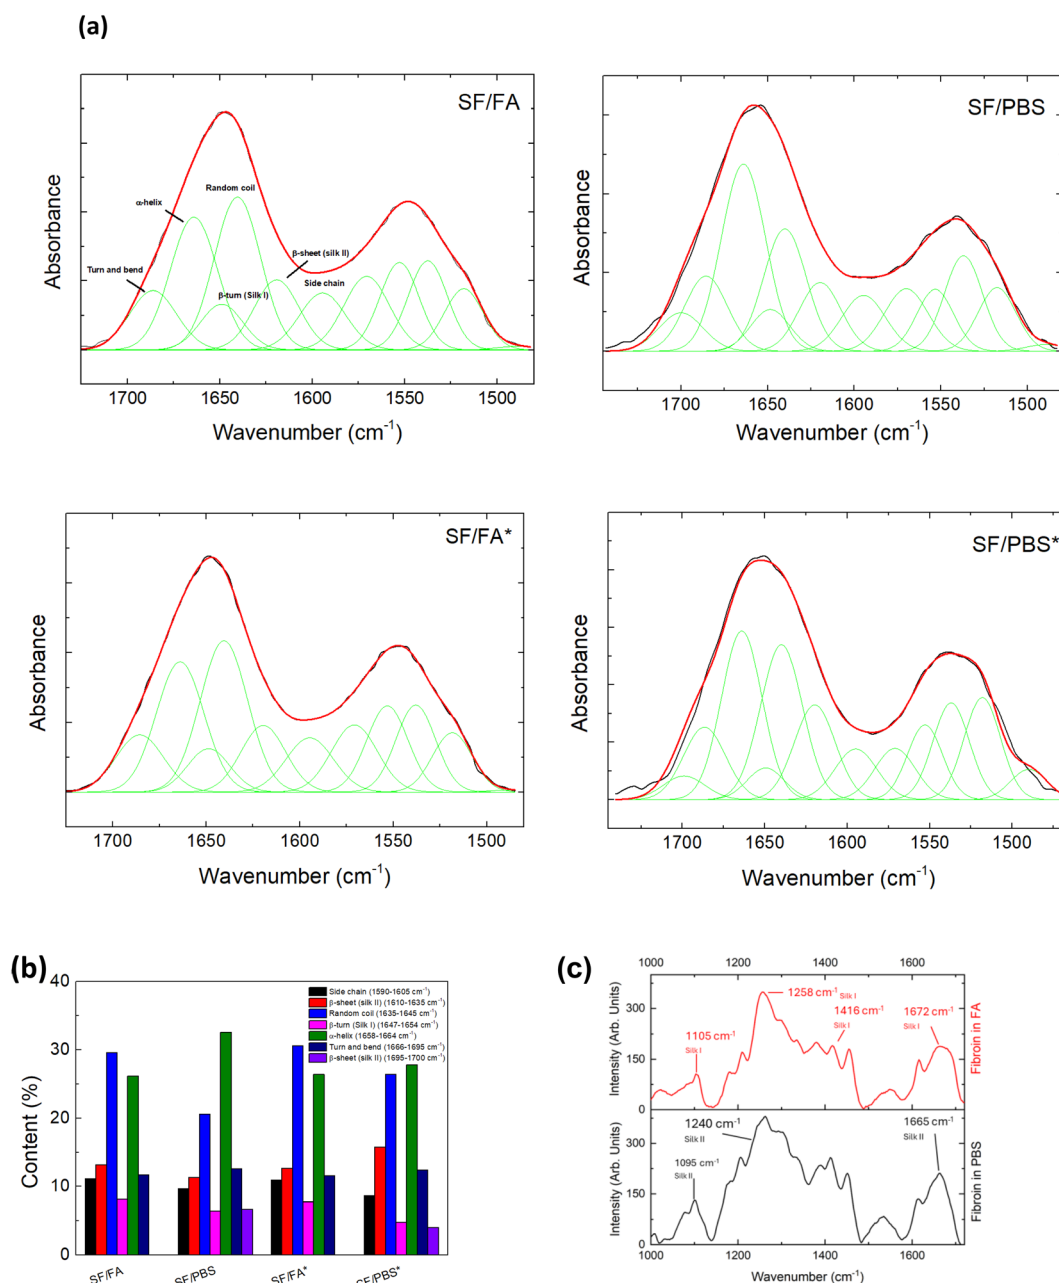 (a)
SF/FA
α-helix
Random coil
Turn and bend
β-turn (Silk I)
β-sheet (silk II)
Side chain
Absorbance
1700 1650 1600 1550 1500
Wavenumber (cm-1)
SF/PBS
Absorbance
1700 1650 1600 1550 1500
Wavenumber (cm-1)
SF/FA*
Absorbance
1700 1650 1600 1550 1500
Wavenumber (cm-1)
SF/PBS*
Absorbance
1700 1650 1600 1550 1500
Wavenumber (cm-1)
(b)
40
30
20
10
0
Content (%)
Side chain (1590-1605 cm-1)
β-sheet (silk II) (1610-1635 cm-1)
Random coil (1635-1645 cm-1)
β-turn (Silk I) (1647-1654 cm-1)
α-helix (1658-1664 cm-1)
Turn and bend (1666-1695 cm-1)
β-sheet (silk II) (1695-1700 cm-1)
SF/FA SF/PBS SF/FA* SF/PBS*
(c)
1000 1200 1400 1600
300
150
0
Intensity (Arb. Units)
1105 cm-1
Silk I
1258 cm-1 Silk I
1416 cm-1
Silk I
1672 cm-1
Silk I
Fibroin in FA
300
150
0
Intensity (Arb. Units)
1240 cm-1
Silk II
1095 cm-1
Silk II
1665 cm-1
Silk II
Fibroin in PBS
1000 1200 1400 1600
Wavenumber (cm-1)